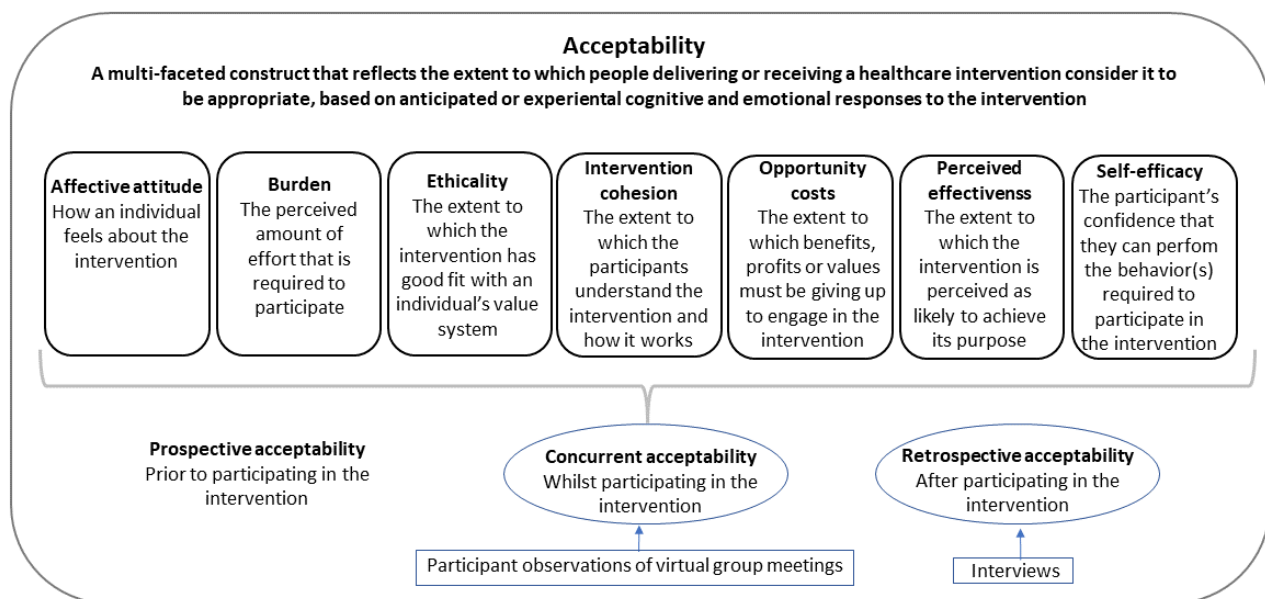 Acceptability
A multi-faceted construct that reflects the extent to which people delivering or receiving a healthcare intervention consider it to
be appropriate, based on anticipated or experiental cognitive and emotional responses to the intervention
Affective attitude
How an individual
feels about the
intervention
Burden
The perceived
amount of
effort that is
required to
participate
Ethicality
The extent to
which the
intervention has
good fit with an
individual's value
system
Intervention
cohesion
The extent to
which the
participants
understand the
intervention and
how it works
Opportunity
costs
The extent to
which benefits,
profits or values
must be giving up
to engage in the
intervention
Perceived
effectivenss
The extent to
which the
intervention is
perceived as
likely to achieve
its purpose
Self-efficacy
The participant's
confidence that
they can perfom
the behavior(s)
required to
participate in
the intervention
Prospective acceptability
Prior to participating in the
intervention
Concurrent acceptability
Whilst participating in the
intervention
Retrospective acceptability
After participating in the
intervention
Participant observations of virtual group meetings
Interviews